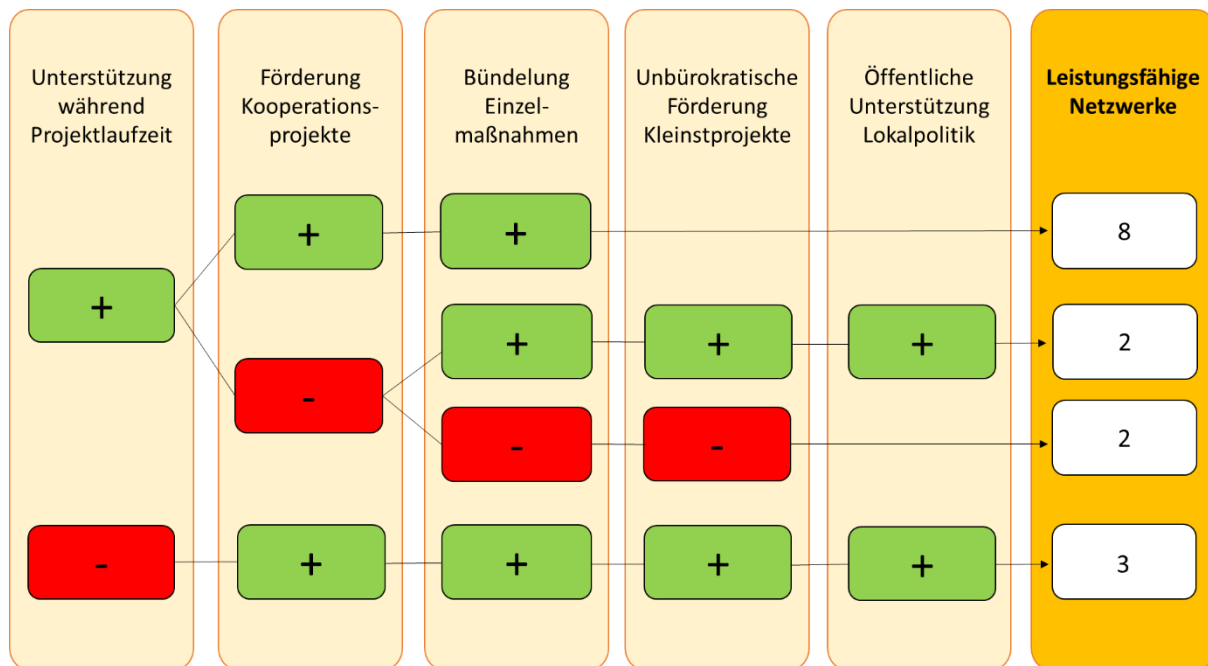 Unterstützung
während
Projektlaufzeit
Förderung
Kooperations-
projekte
Bündelung
Einzel-
maßnahmen
Unbürokratische
Förderung
Kleinstprojekte
Öffentliche
Unterstützung
Lokalpolitik
Leistungsfähige
Netzwerke
+ + 8
+
+ + + 2
-
- - 2
- + + + + 3